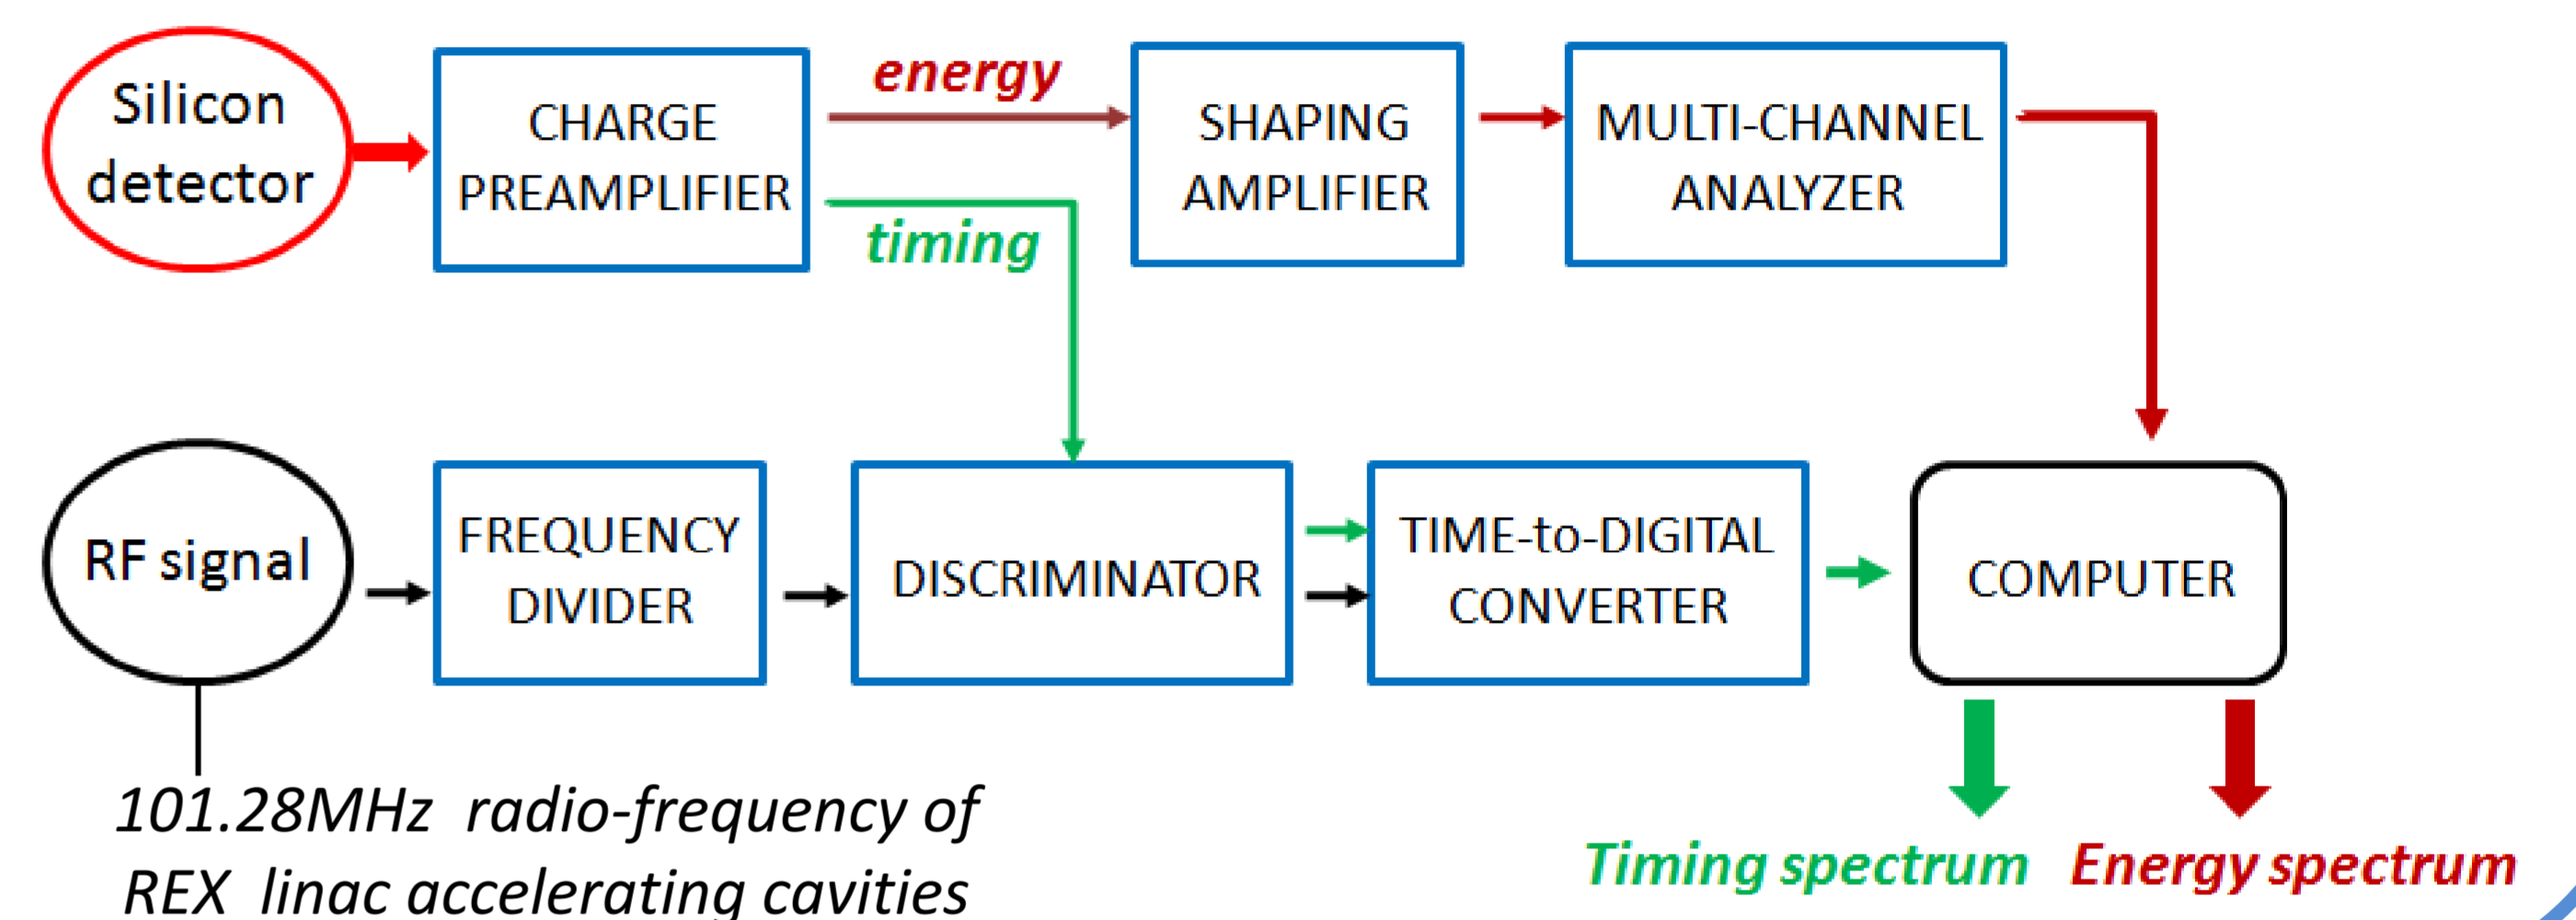 Silicon
detector
CHARGE
PREAMPLIFIER
energy
timing
SHAPING
AMPLIFIER
MULTI-CHANNEL
ANALYZER
RF signal
FREQUENCY
DIVIDER
DISCRIMINATOR
TIME-to-DIGITAL
CONVERTER
COMPUTER
101.28MHz radio-frequency of
REX linac accelerating cavities
Timing spectrum
Energy spectrum